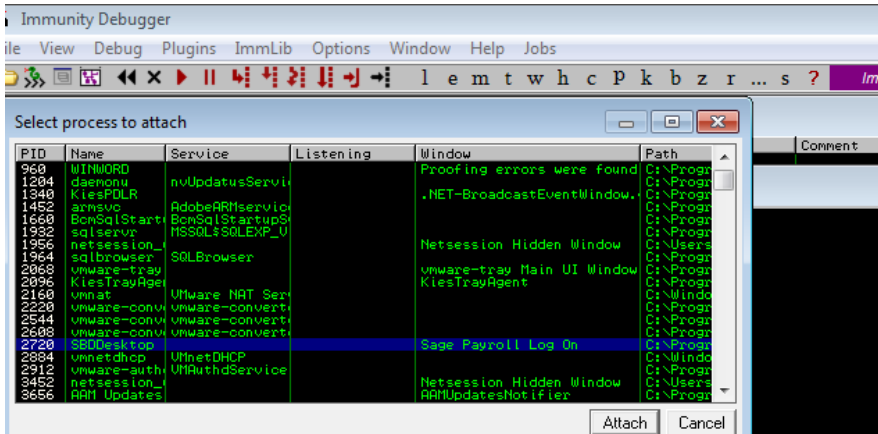 Immunity Debugger
ile View Debug Plugins ImmLib Options Window Help Jobs
l e m t w h c P k b z r ... s ? Im
Select process to attach
PID Name Service Listening Window Path Comment
960 WINWORD Proofing errors were found C:\Progr
1204 daemonu nvUpdatusServi C:\Progr
1340 KiesPDLR .NET-BroadcastEventWindow. C:\Progr
1452 armsvc AdobeARMservice C:\Progr
1660 BcmSqlStart BcmSqlStartupS C:\Progr
1932 sqlservr MSSQL$SQLEXP_V C:\Progr
1956 netsession_ Netsession Hidden Window C:\Users
1964 sqlbrowser SQLBrowser C:\Progr
2068 vmware-tray vmware-tray Main UI Window C:\Progr
2096 KiesTrayAge KiesTrayAgent C:\Progr
2160 vmnat VMware NAT Ser C:\Windo
2220 vmware-conv vmware-convert C:\Progr
2544 vmware-conv vmware-convert C:\Progr
2608 vmware-conv vmware-convert C:\Progr
2720 SBDDesktop Sage Payroll Log On C:\Progr
2884 vmnetdhcp VMnetDHCP C:\Windo
2912 vmware-auth VMAuthdService C:\Progr
3452 netsession_ Netsession Hidden Window C:\Users
3656 AAM Updates AAMUpdatesNotifier C:\Progr
Attach Cancel